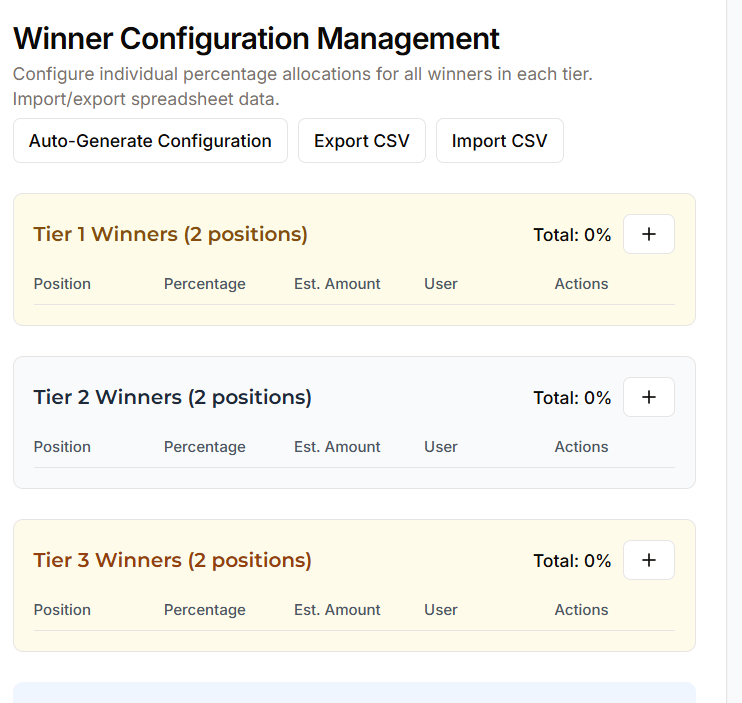 Winner Configuration Management
Configure individual percentage allocations for all winners in each tier.
Import/export spreadsheet data.
Auto-Generate Configuration Export CSV Import CSV
Tier 1 Winners (2 positions) Total: 0% +
Position Percentage Est. Amount User Actions
Tier 2 Winners (2 positions) Total: 0% +
Position Percentage Est. Amount User Actions
Tier 3 Winners (2 positions) Total: 0% +
Position Percentage Est. Amount User Actions